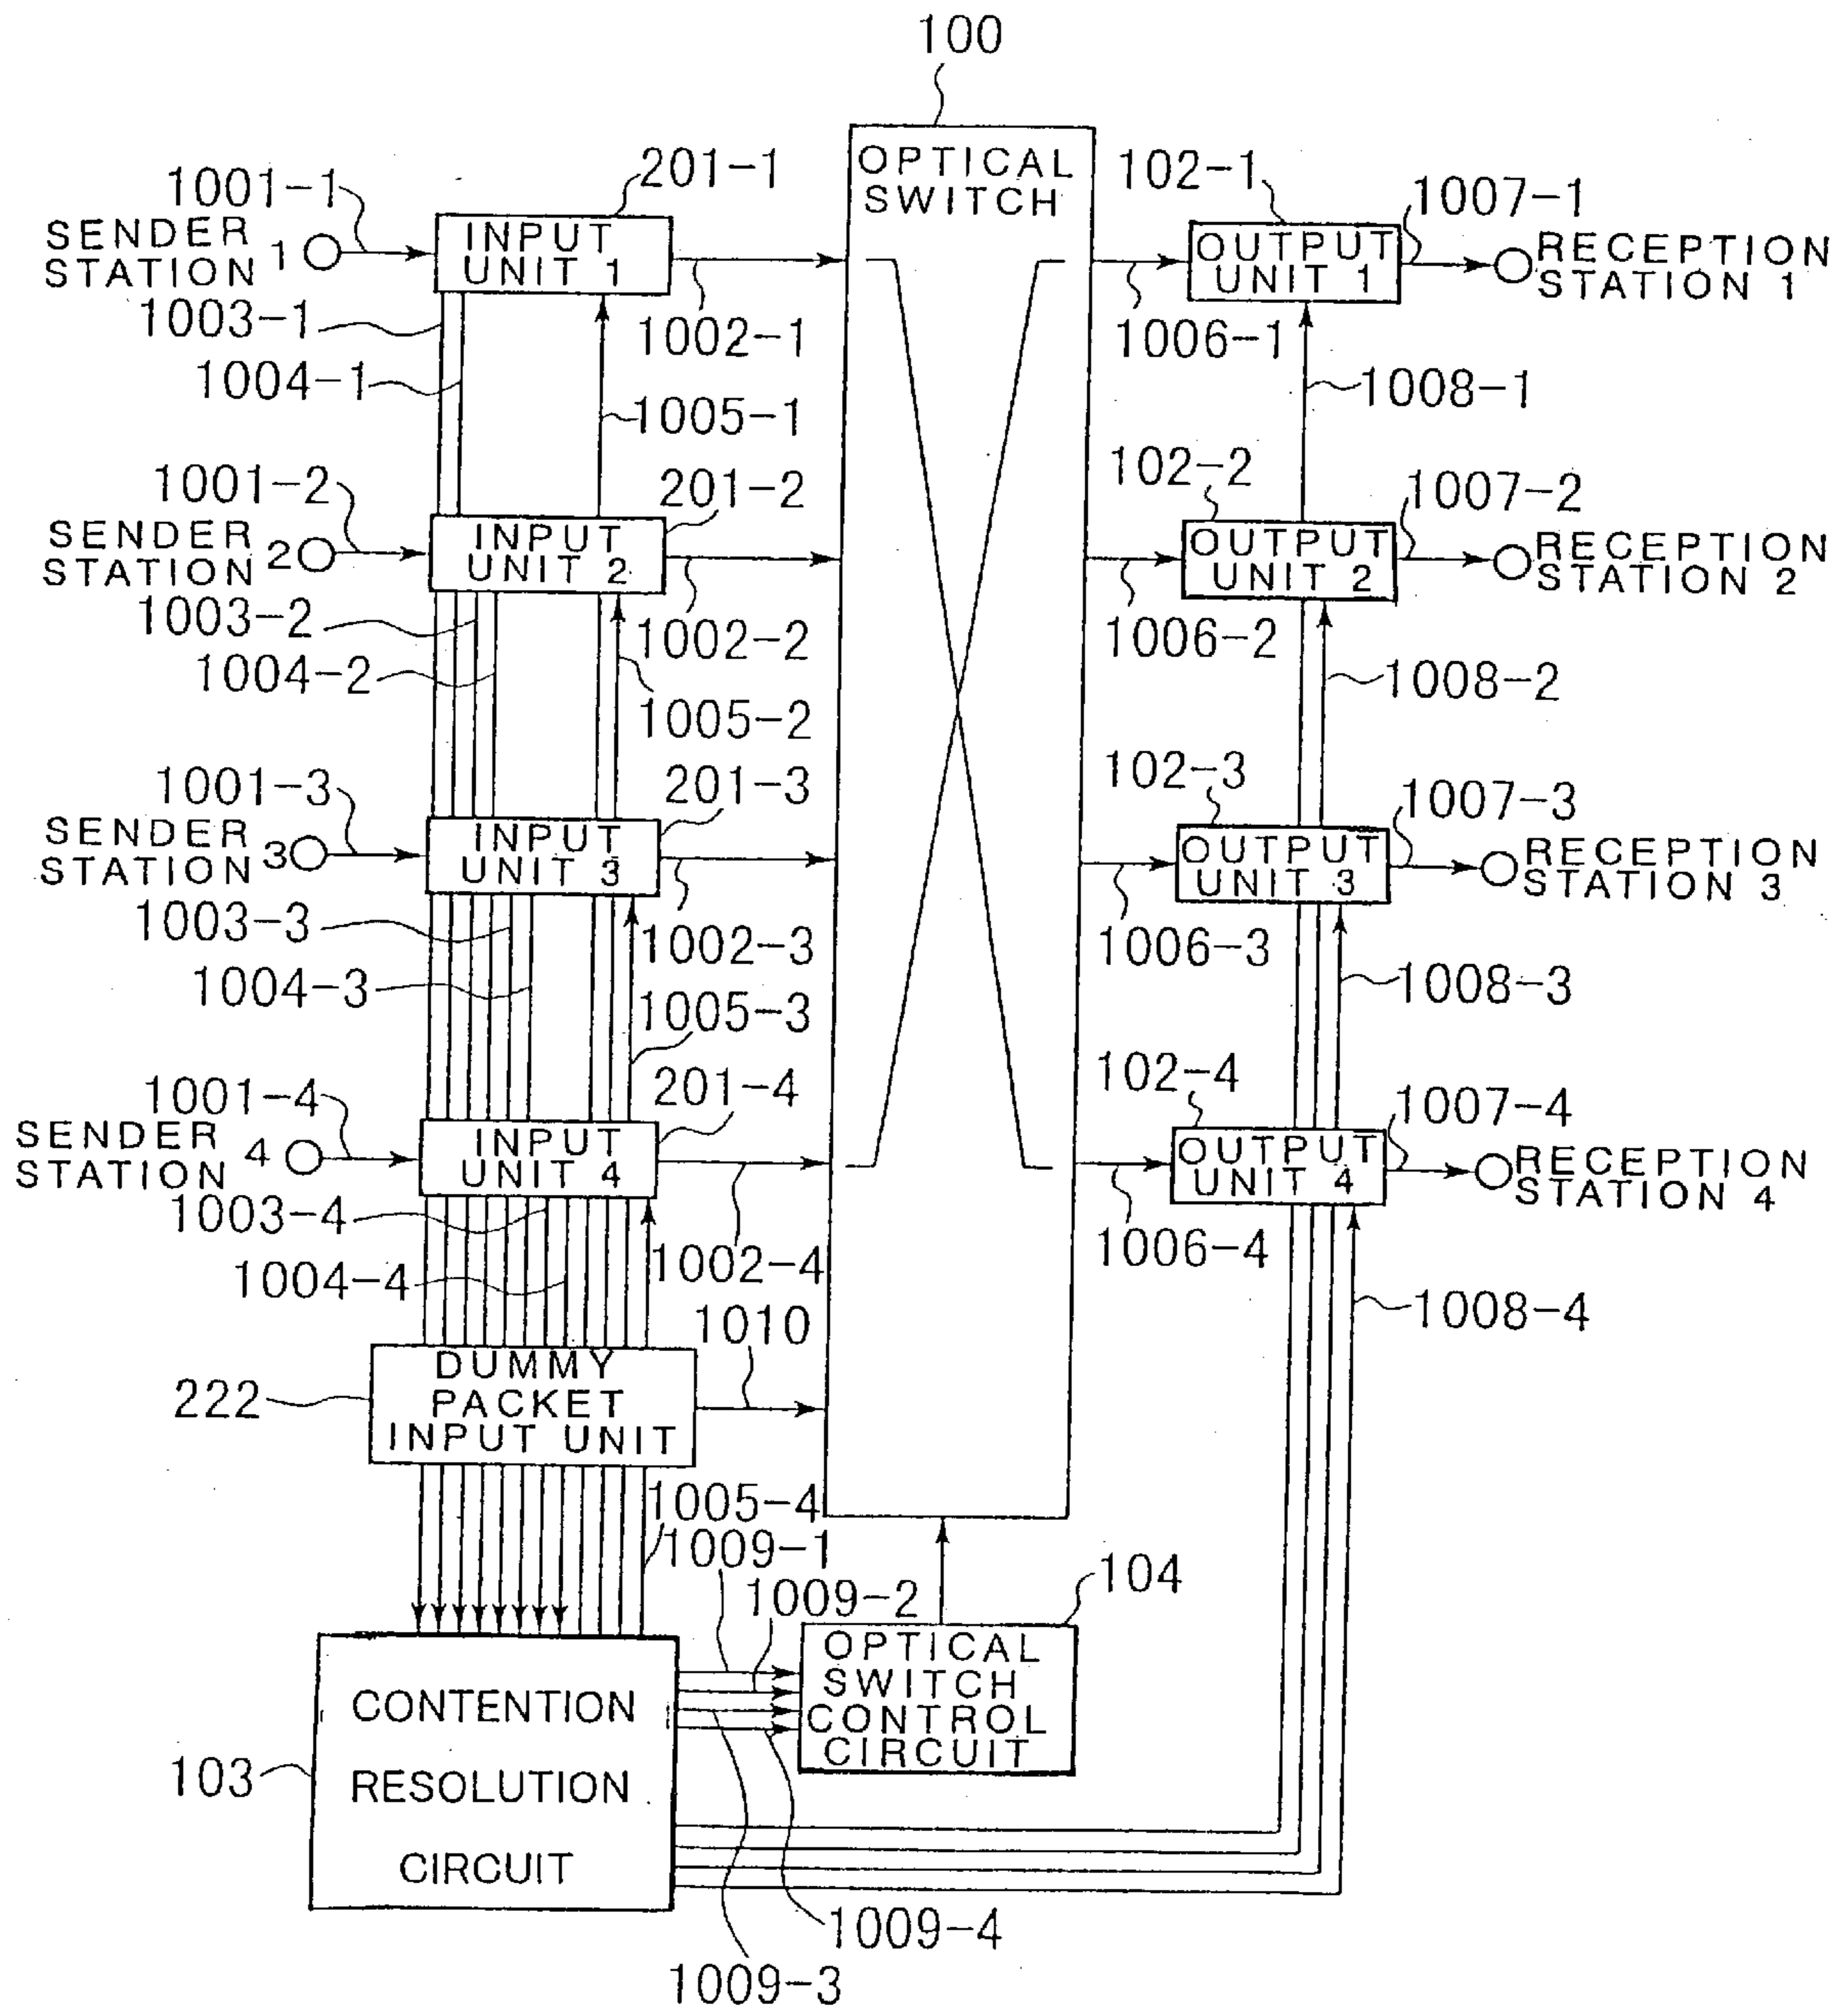 100
OPTICAL
SWITCH
1001-1
201-1
102-1
1007-1
SENDER
STATION 1
INPUT
UNIT 1
OUTPUT
UNIT 1
RECEPTION
STATION 1
1003-1
1002-1
1006-1
1004-1
1008-1
1005-1
1001-2
201-2
102-2
1007-2
SENDER
STATION 2
INPUT
UNIT 2
OUTPUT
UNIT 2
RECEPTION
STATION 2
1003-2
1002-2
1006-2
1004-2
1008-2
1005-2
1001-3
201-3
102-3
1007-3
SENDER
STATION 3
INPUT
UNIT 3
OUTPUT
UNIT 3
RECEPTION
STATION 3
1003-3
1002-3
1006-3
1004-3
1008-3
1005-3
1001-4
201-4
102-4
1007-4
SENDER
STATION 4
INPUT
UNIT 4
OUTPUT
UNIT 4
RECEPTION
STATION 4
1003-4
1002-4
1006-4
1004-4
1008-4
1010
222
DUMMY
PACKET
INPUT UNIT
1005-4
1009-1
1009-2
104
OPTICAL
SWITCH
CONTROL
CIRCUIT
103
CONTENTION
RESOLUTION
CIRCUIT
1009-4
1009-3